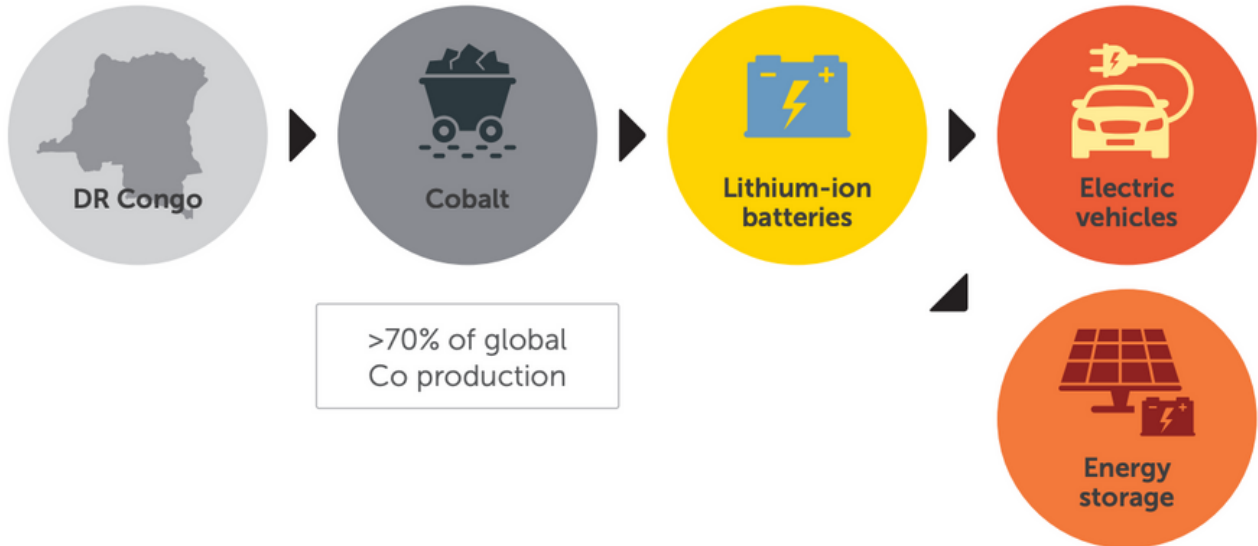 DR Congo
Cobalt
Lithium-ion
batteries
Electric
vehicles
>70% of global
Co production
Energy
storage